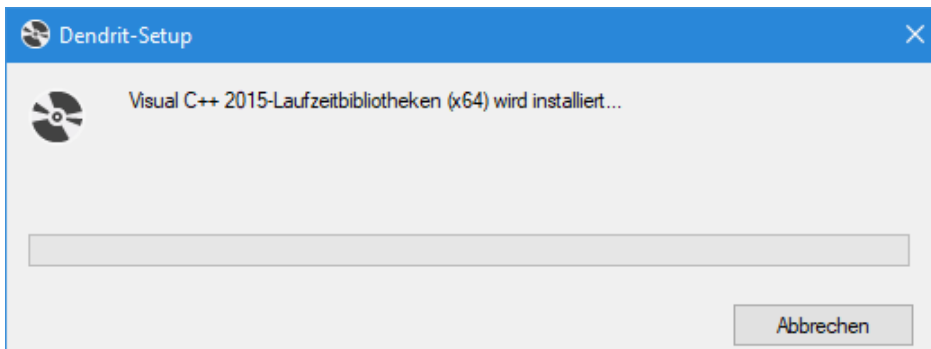 Dendrit-Setup
Visual C++ 2015-Laufzeitbibliotheken (x64) wird installiert...
Abbrechen